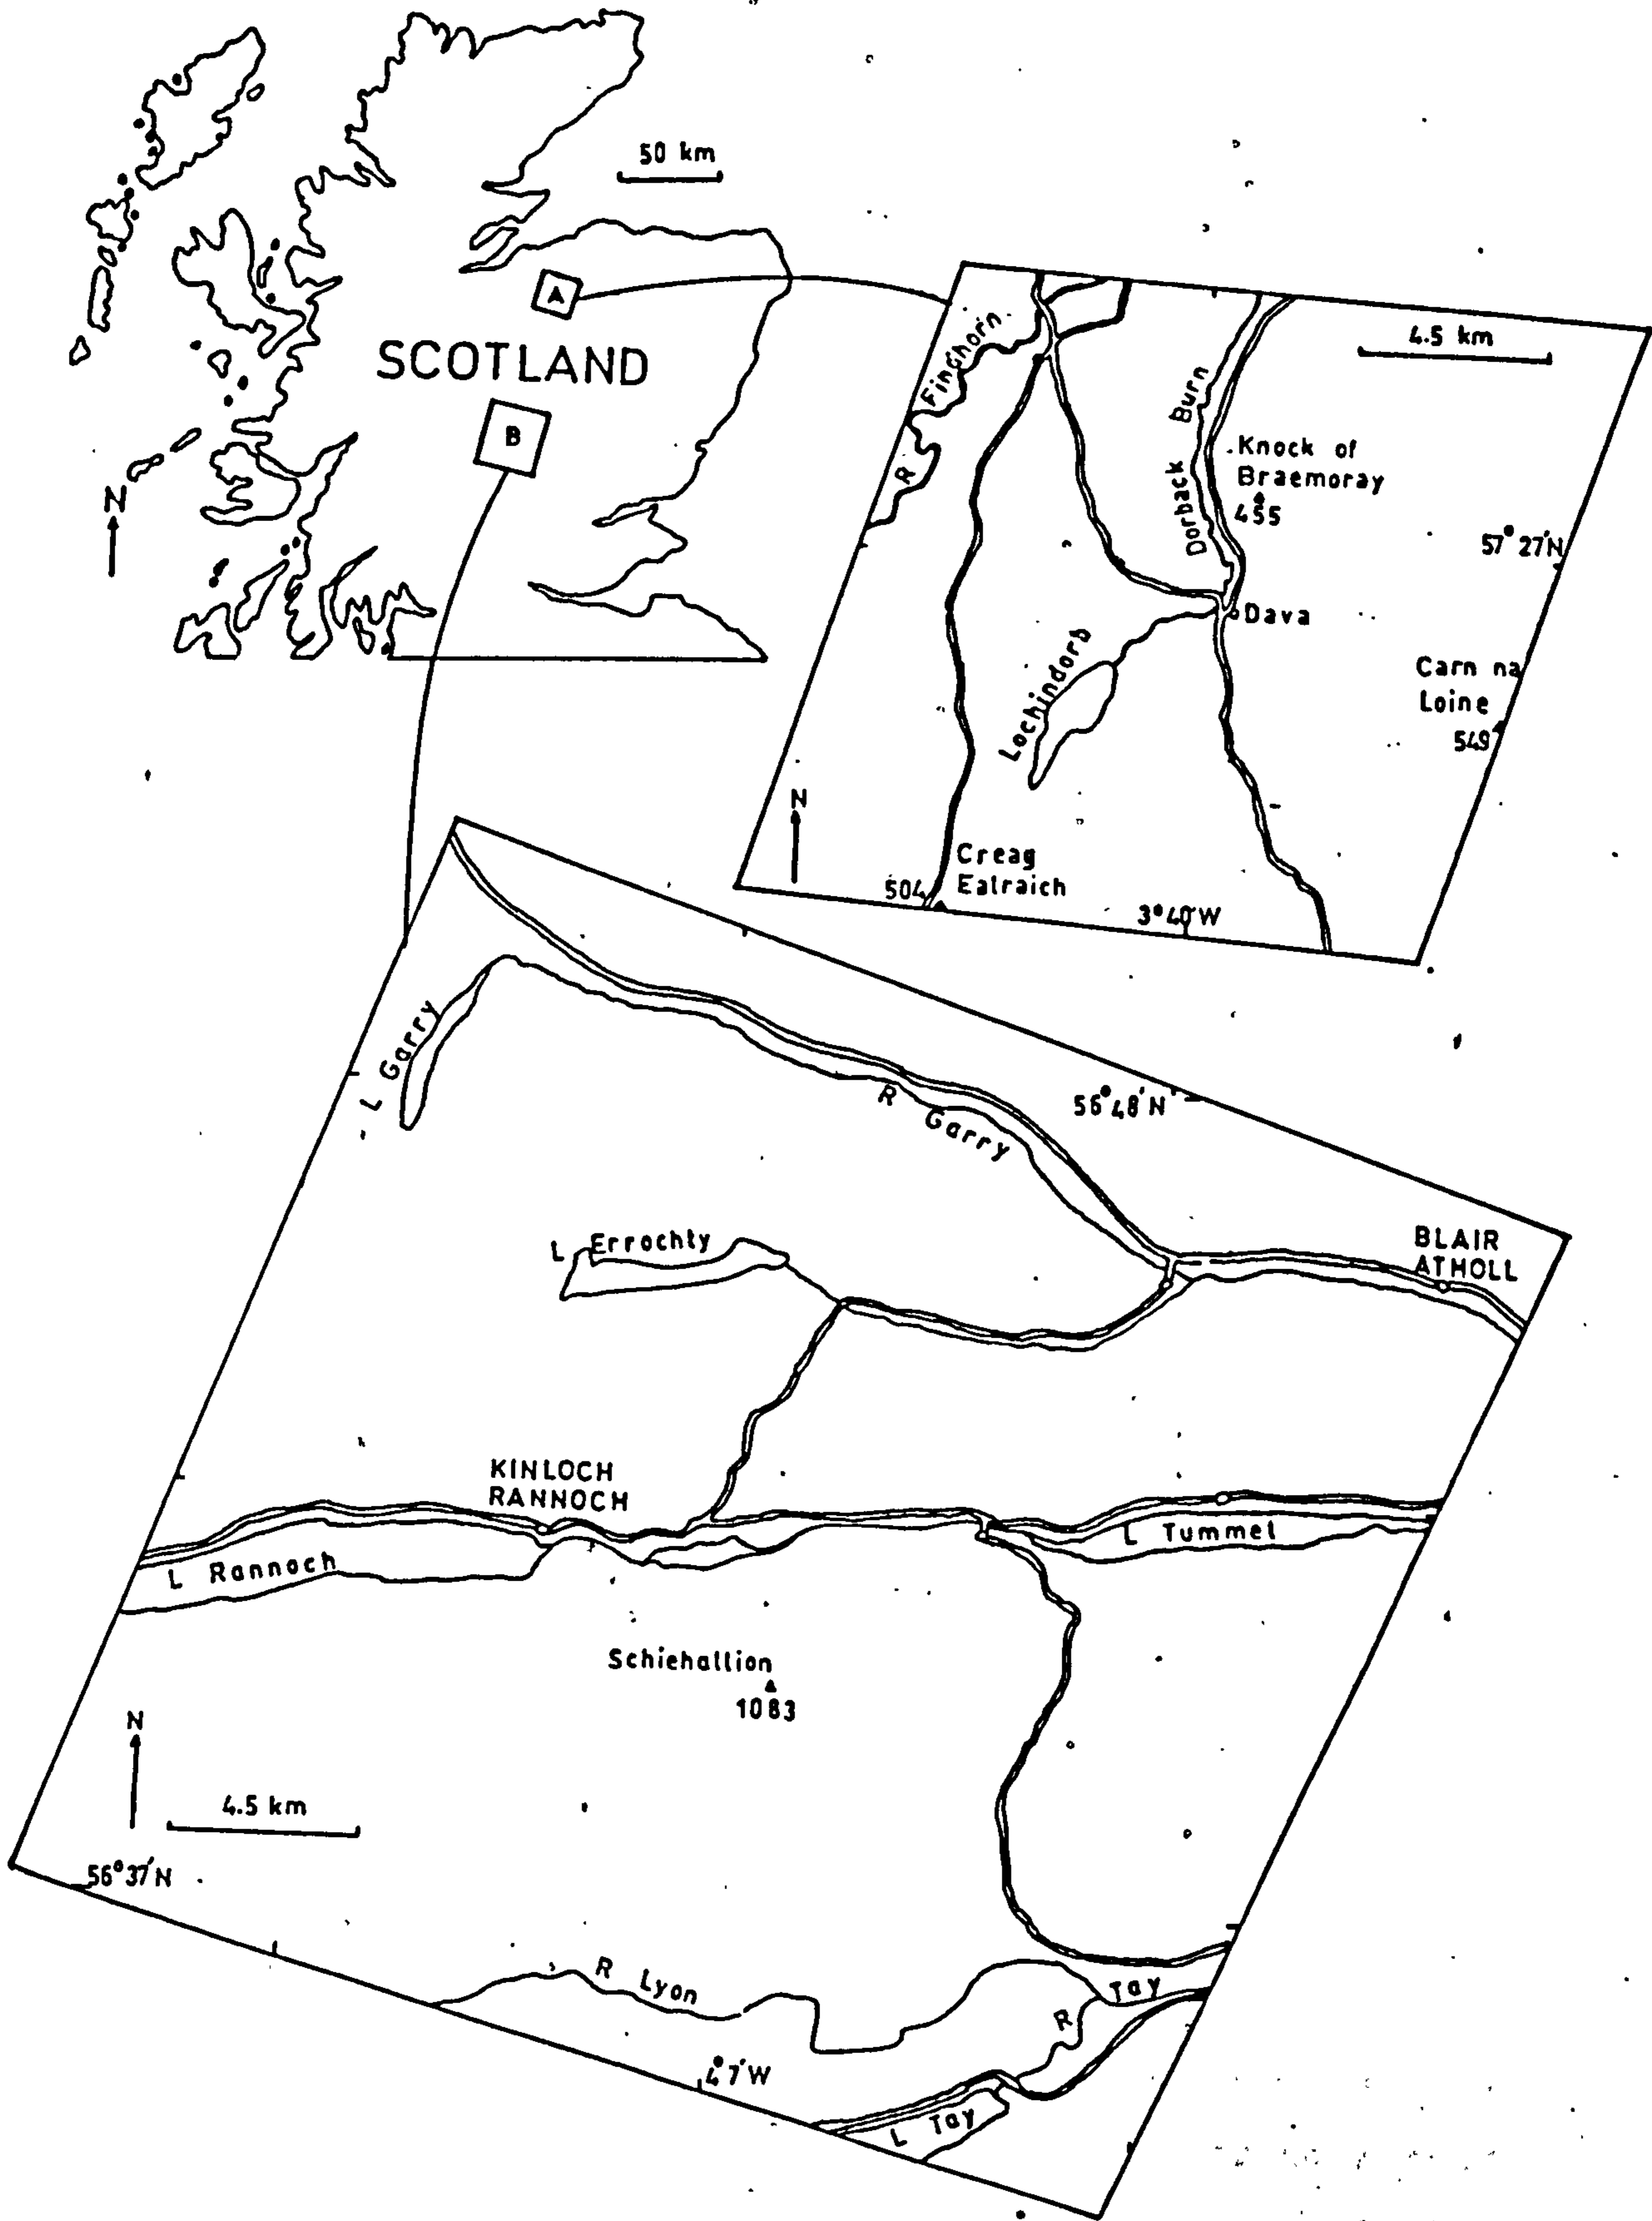 50 km
A
SCOTLAND
B
N
R Findhorn
4.5 km
Dorback Burn
Knock of
Braemoray
455
57°27'N
Dava
Lochindorb
Carn na
Loine
549
N
Creag
Ealraich
504
3°40'W
L Garry
R Garry
56°48'N
L Errochty
BLAIR
ATHOLL
KINLOCH
RANNOCH
L Rannoch
L Tummel
Schiehallion
1083
N
4.5 km
56°37'N
R Lyon
R Tay
4°7'W
L Tay